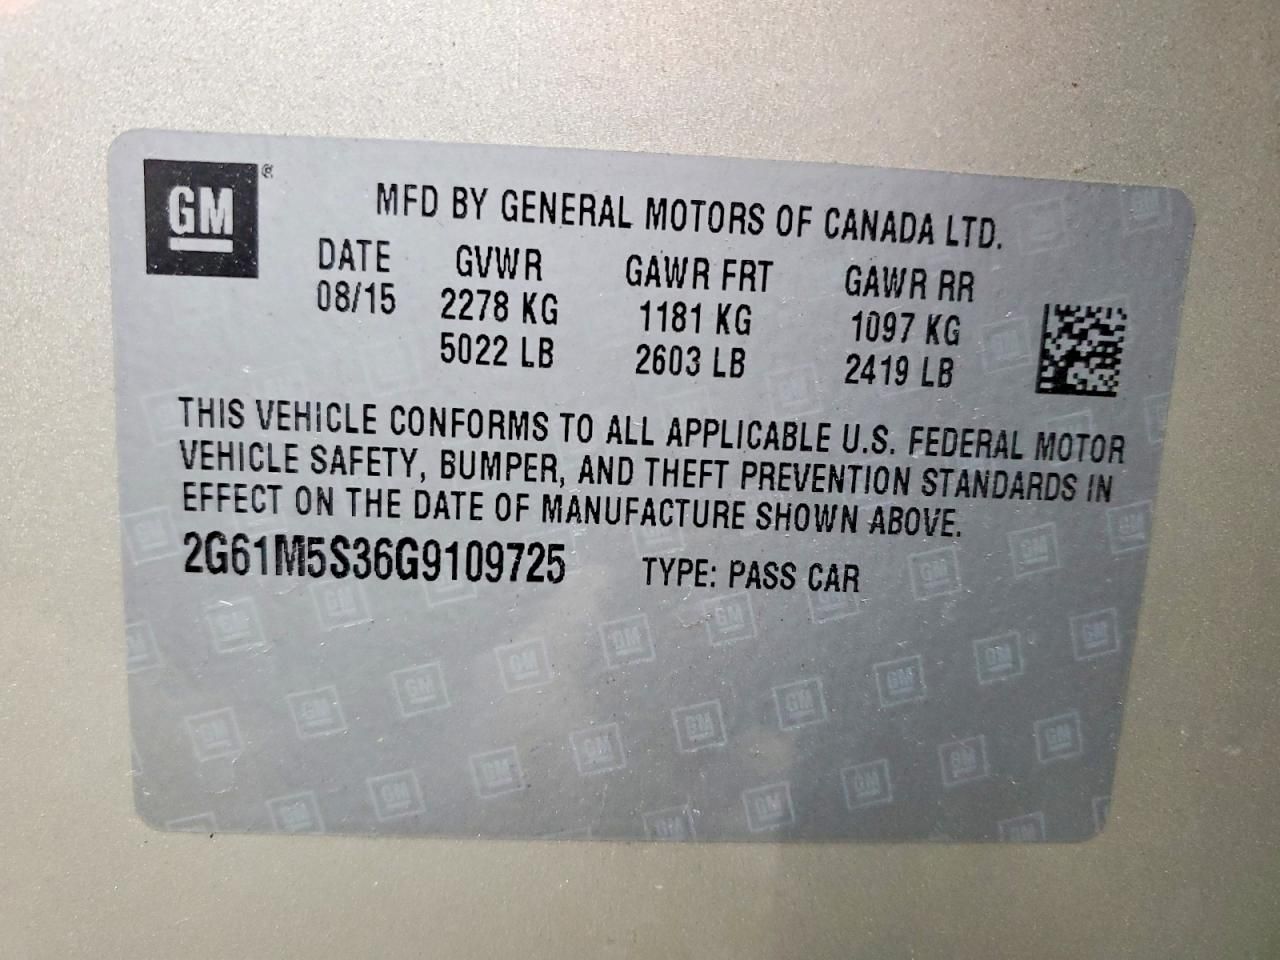 GM
MFD BY GENERAL MOTORS OF CANADA LTD.
DATE GVWR GAWR FRT GAWR RR
08/15 2278 KG 1181 KG 1097 KG
5022 LB 2603 LB 2419 LB
THIS VEHICLE CONFORMS TO ALL APPLICABLE U.S. FEDERAL MOTOR
VEHICLE SAFETY, BUMPER, AND THEFT PREVENTION STANDARDS IN
EFFECT ON THE DATE OF MANUFACTURE SHOWN ABOVE.
2G61M5S36G9109725 TYPE: PASS CAR